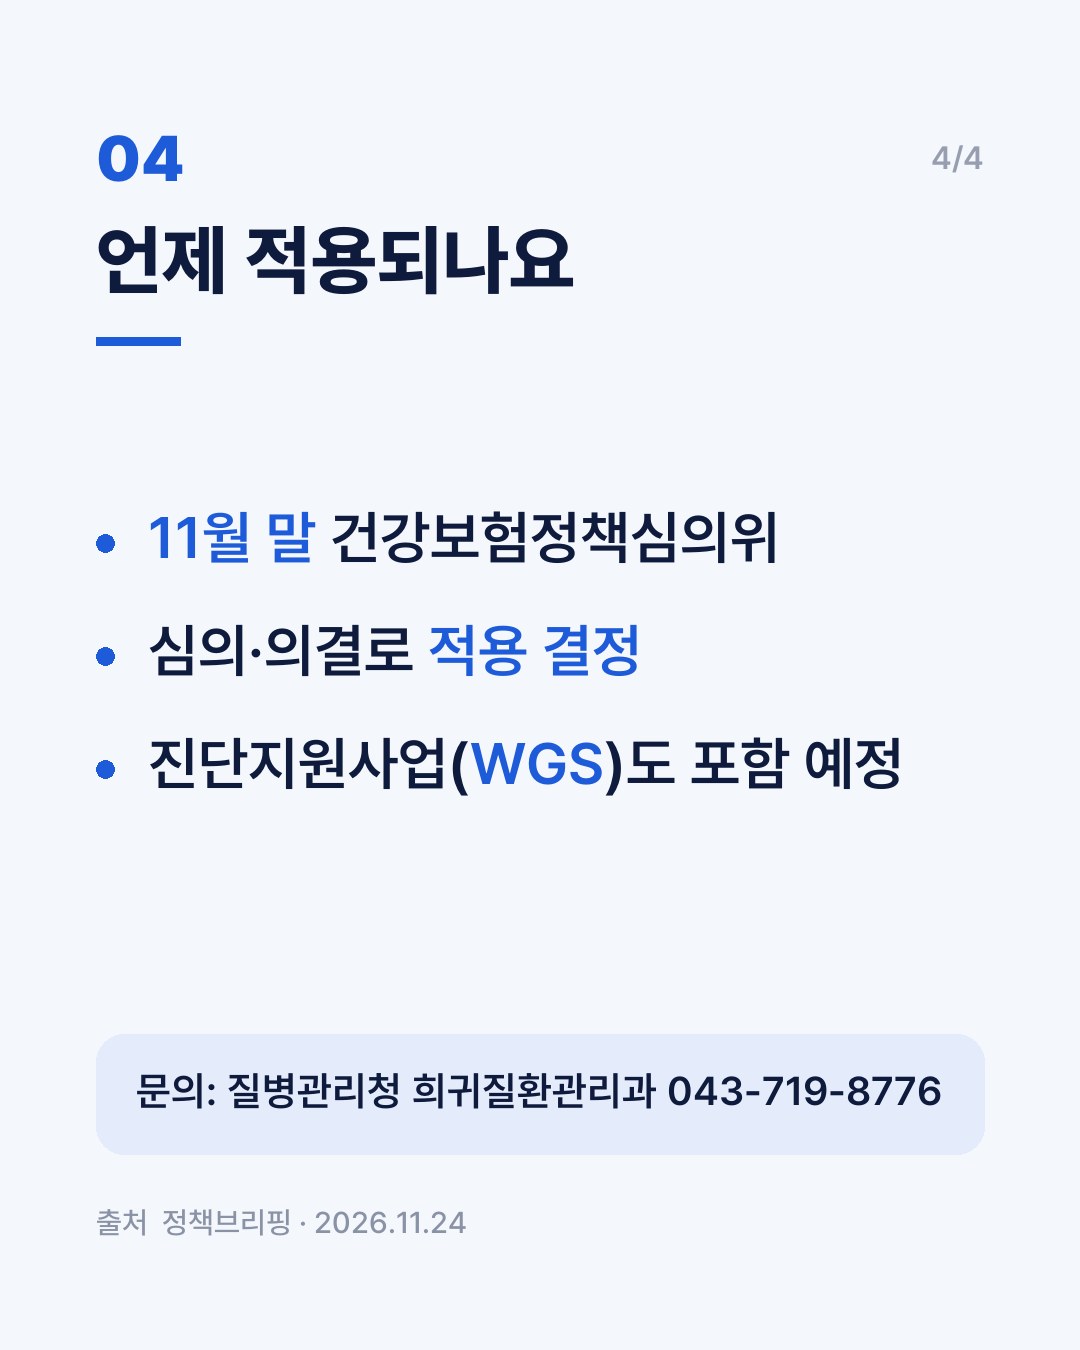 04
4/4
언제 적용되나요
• 11월 말 건강보험정책심의위
• 심의·의결로 적용 결정
• 진단지원사업(WGS)도 포함 예정
문의: 질병관리청 희귀질환관리과 043-719-8776
출처 정책브리핑 · 2026.11.24